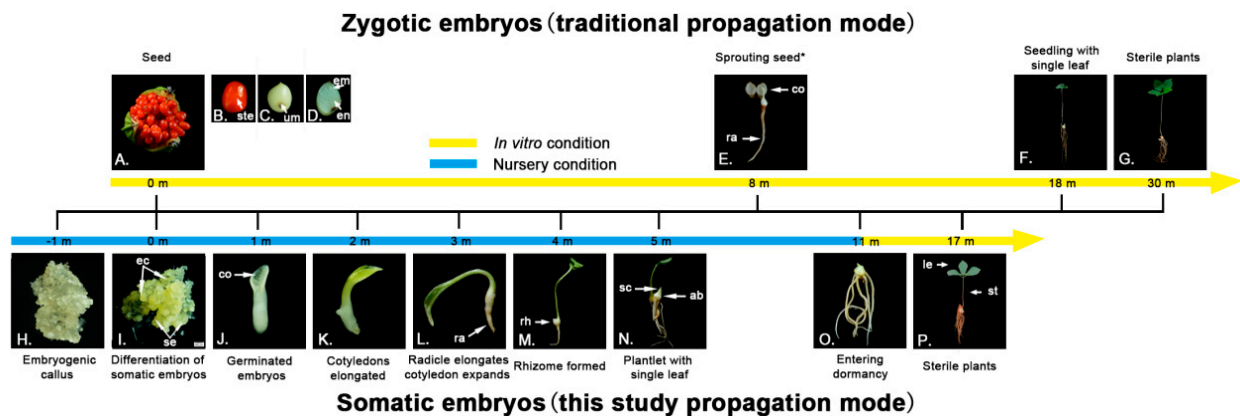 Zygotic embryos (traditional propagation mode)
Seed
Sprouting seed*
Seedling with
single leaf
Sterile plants
A.
B.
ste
C.
um
D.
em
en
E.
co
ra
F.
G.
In vitro condition
Nursery condition
0 m
8 m
18 m
30 m
-1 m
0 m
1 m
2 m
3 m
4 m
5 m
11 m
17 m
H.
I.
ec
se
J.
co
K.
L.
ra
M.
rh
N.
sc
ab
O.
P.
le
st
Embryogenic
callus
Differentiation of
somatic embryos
Germinated
embryos
Cotyledons
elongated
Radicle elongates
cotyledon expands
Rhizome formed
Plantlet with
single leaf
Entering
dormancy
Sterile plants
Somatic embryos (this study propagation mode)